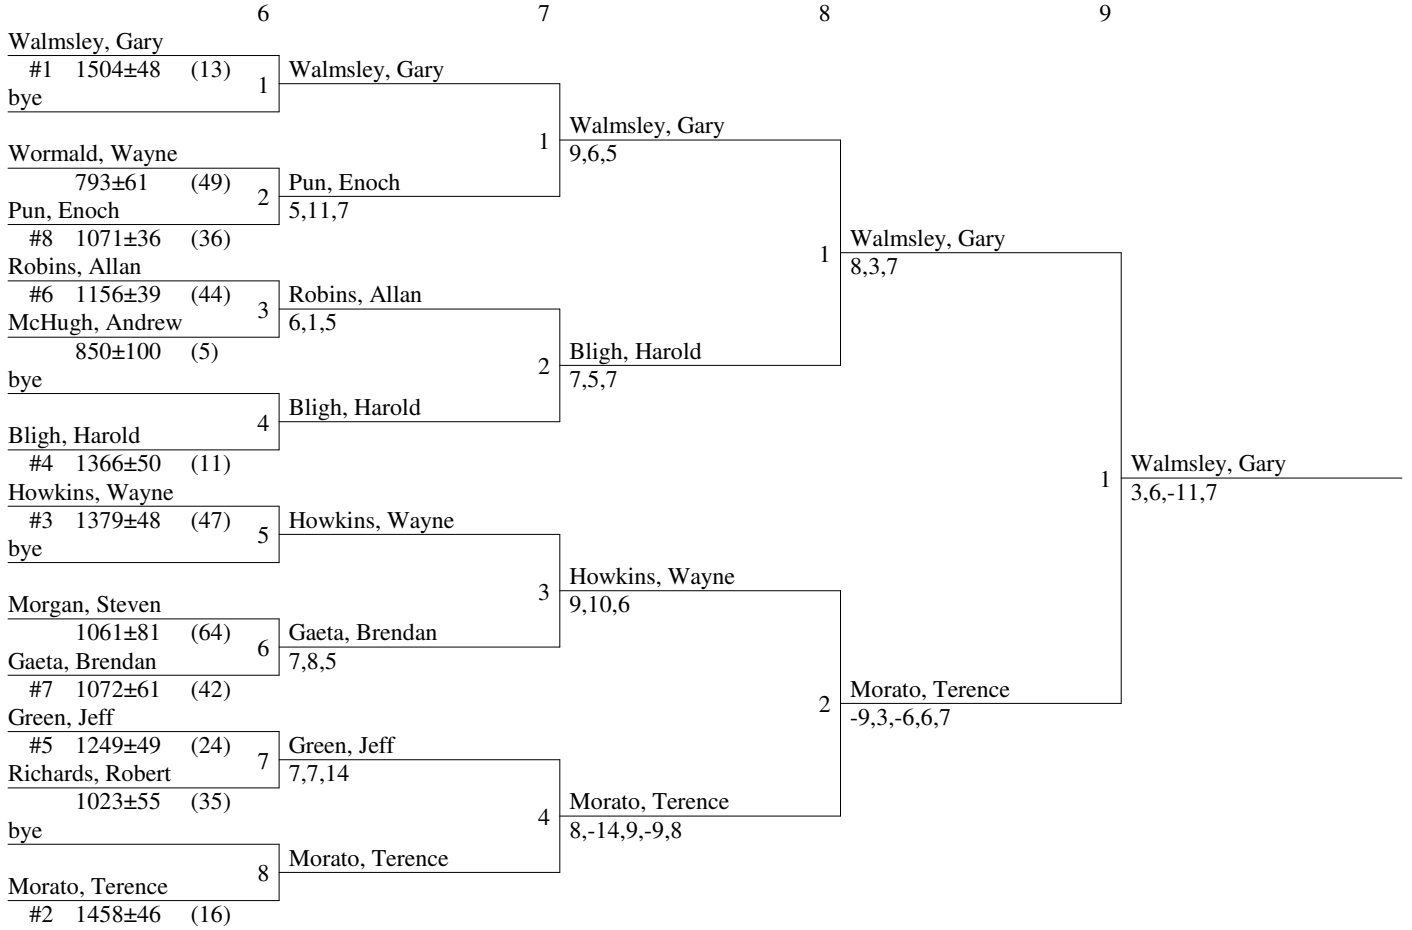 6 7 8 9
Walmsley, Gary
#1 1504±48 (13)
bye
1
Walmsley, Gary
Wormald, Wayne
793±61 (49)
Pun, Enoch
#8 1071±36 (36)
2
Pun, Enoch
5,11,7
Robins, Allan
#6 1156±39 (44)
McHugh, Andrew
850±100 (5)
3
Robins, Allan
6,1,5
bye
Bligh, Harold
#4 1366±50 (11)
4
Bligh, Harold
Howkins, Wayne
#3 1379±48 (47)
bye
5
Howkins, Wayne
Morgan, Steven
1061±81 (64)
Gaeta, Brendan
#7 1072±61 (42)
6
Gaeta, Brendan
7,8,5
Green, Jeff
#5 1249±49 (24)
Richards, Robert
1023±55 (35)
7
Green, Jeff
7,7,14
bye
Morato, Terence
#2 1458±46 (16)
8
Morato, Terence
1
Walmsley, Gary
9,6,5
2
Bligh, Harold
7,5,7
3
Howkins, Wayne
9,10,6
4
Morato, Terence
8,-14,9,-9,8
1
Walmsley, Gary
8,3,7
2
Morato, Terence
-9,3,-6,6,7
1
Walmsley, Gary
3,6,-11,7